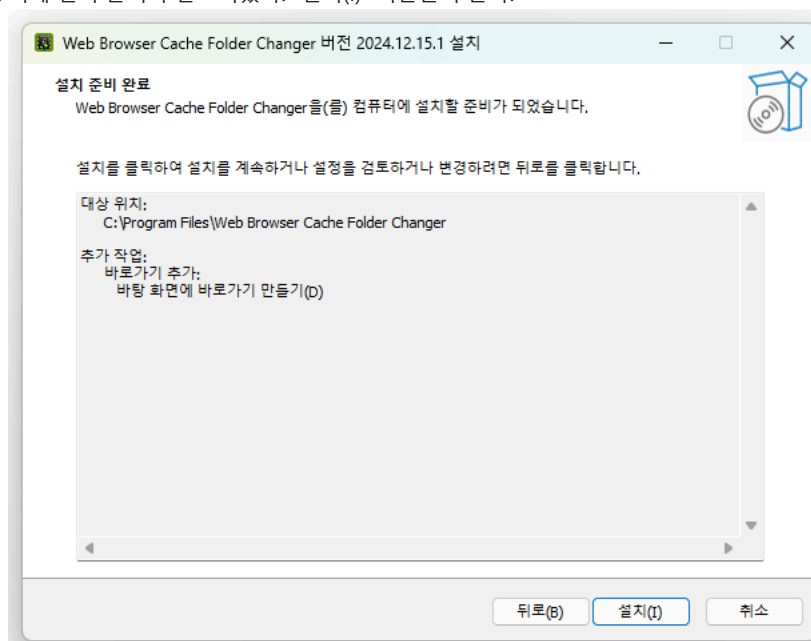 Web Browser Cache Folder Changer 버전 2024.12.15.1 설치
설치 준비 완료
Web Browser Cache Folder Changer을(를) 컴퓨터에 설치할 준비가 되었습니다.
설치를 클릭하여 설치를 계속하거나 설정을 검토하거나 변경하려면 뒤로를 클릭합니다.
대상 위치:
C:\Program Files\Web Browser Cache Folder Changer
추가 작업:
바로가기 추가:
바탕 화면에 바로가기 만들기(D)
뒤로(B) 설치(I) 취소